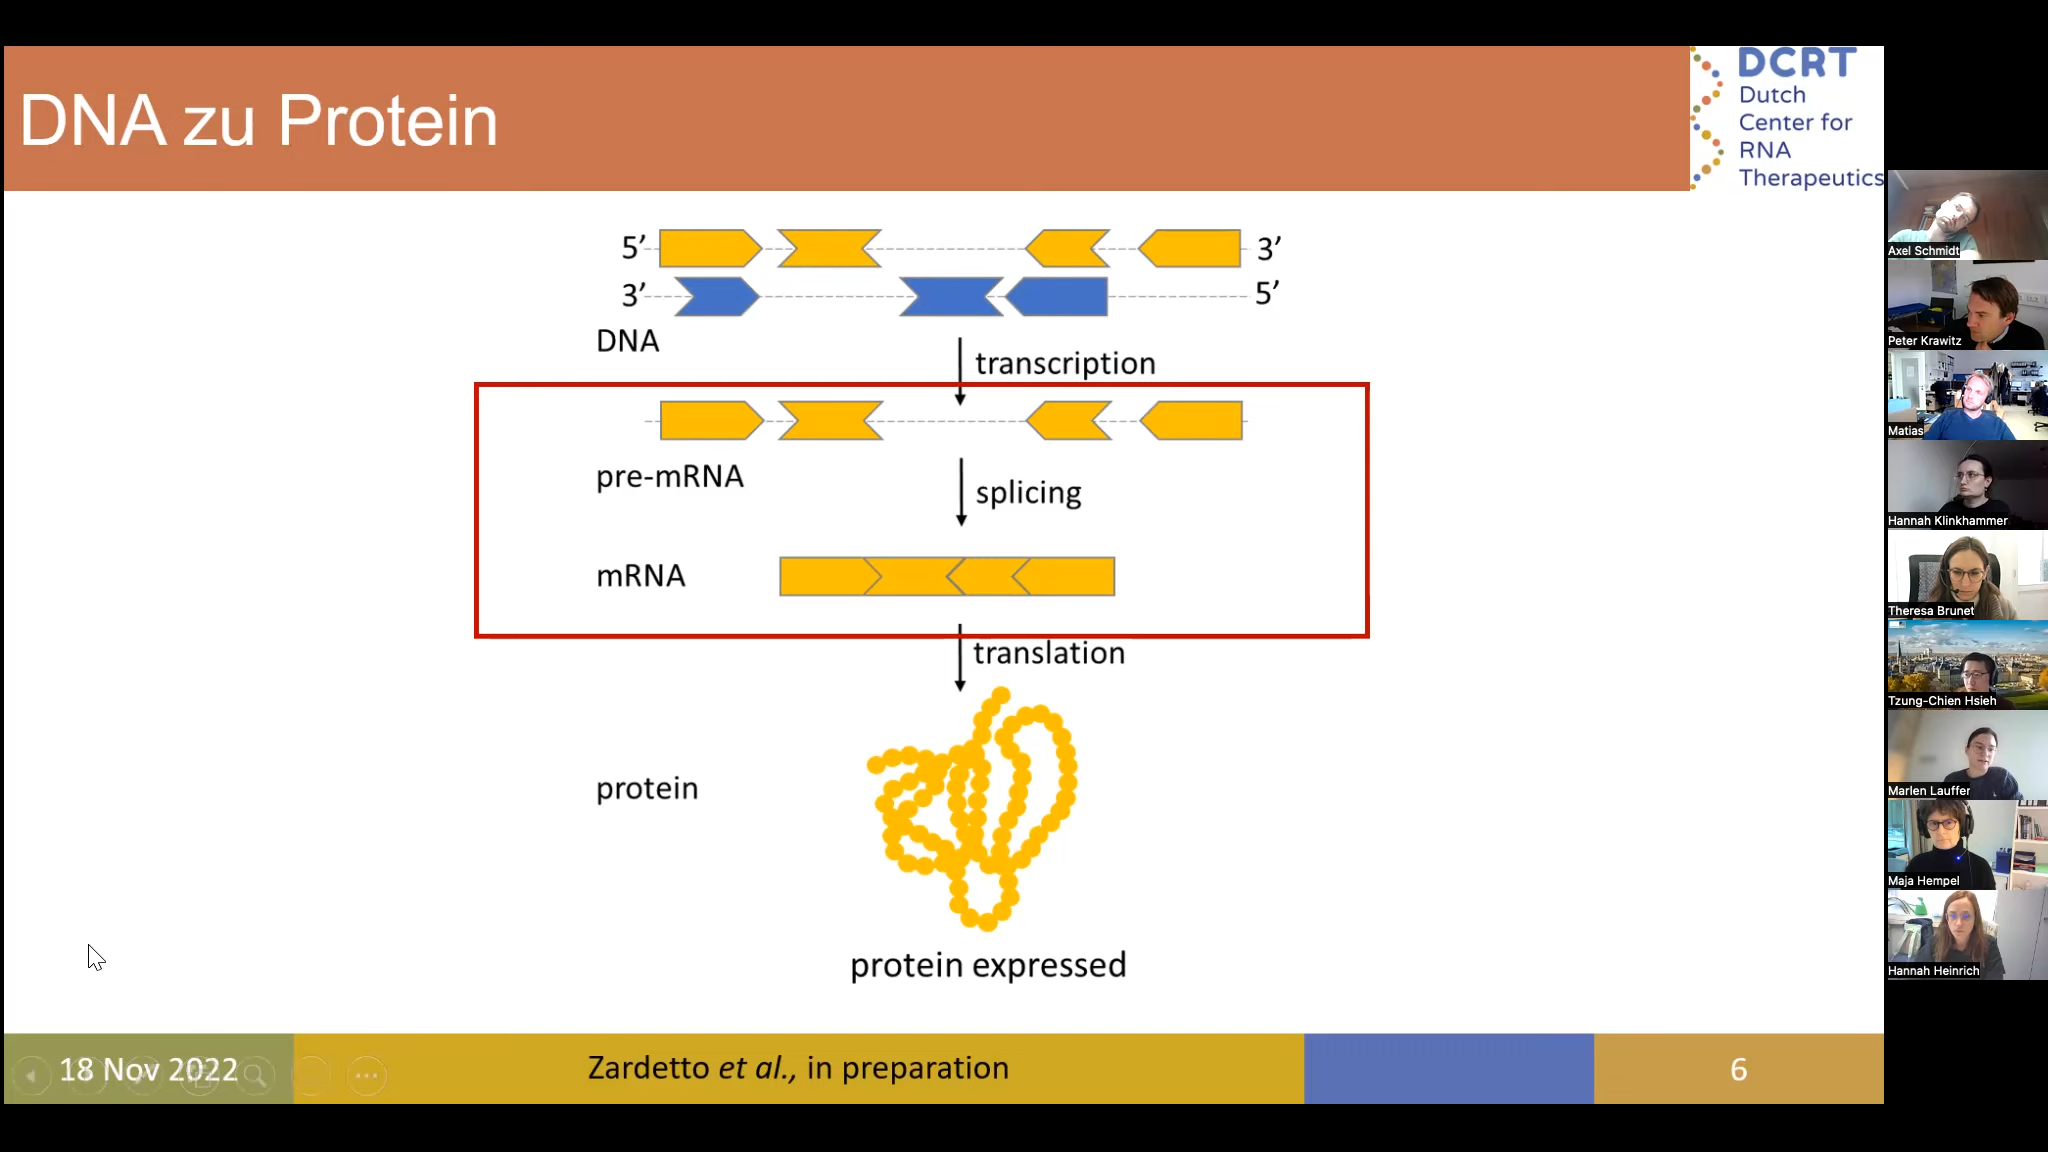 DNA zu Protein
DCRT
Dutch
Center for
RNA
Therapeutics
5’
3’
3’
5’
DNA
transcription
pre-mRNA
splicing
mRNA
translation
protein
protein expressed
18 Nov 2022
Zardetto et al., in preparation
6
Axel Schmidt
Peter Krawitz
Matias
Hannah Klinkhammer
Theresa Brunet
Tzung-Chien Hsieh
Marlen Lauffer
Maja Hempel
Hannah Heinrich